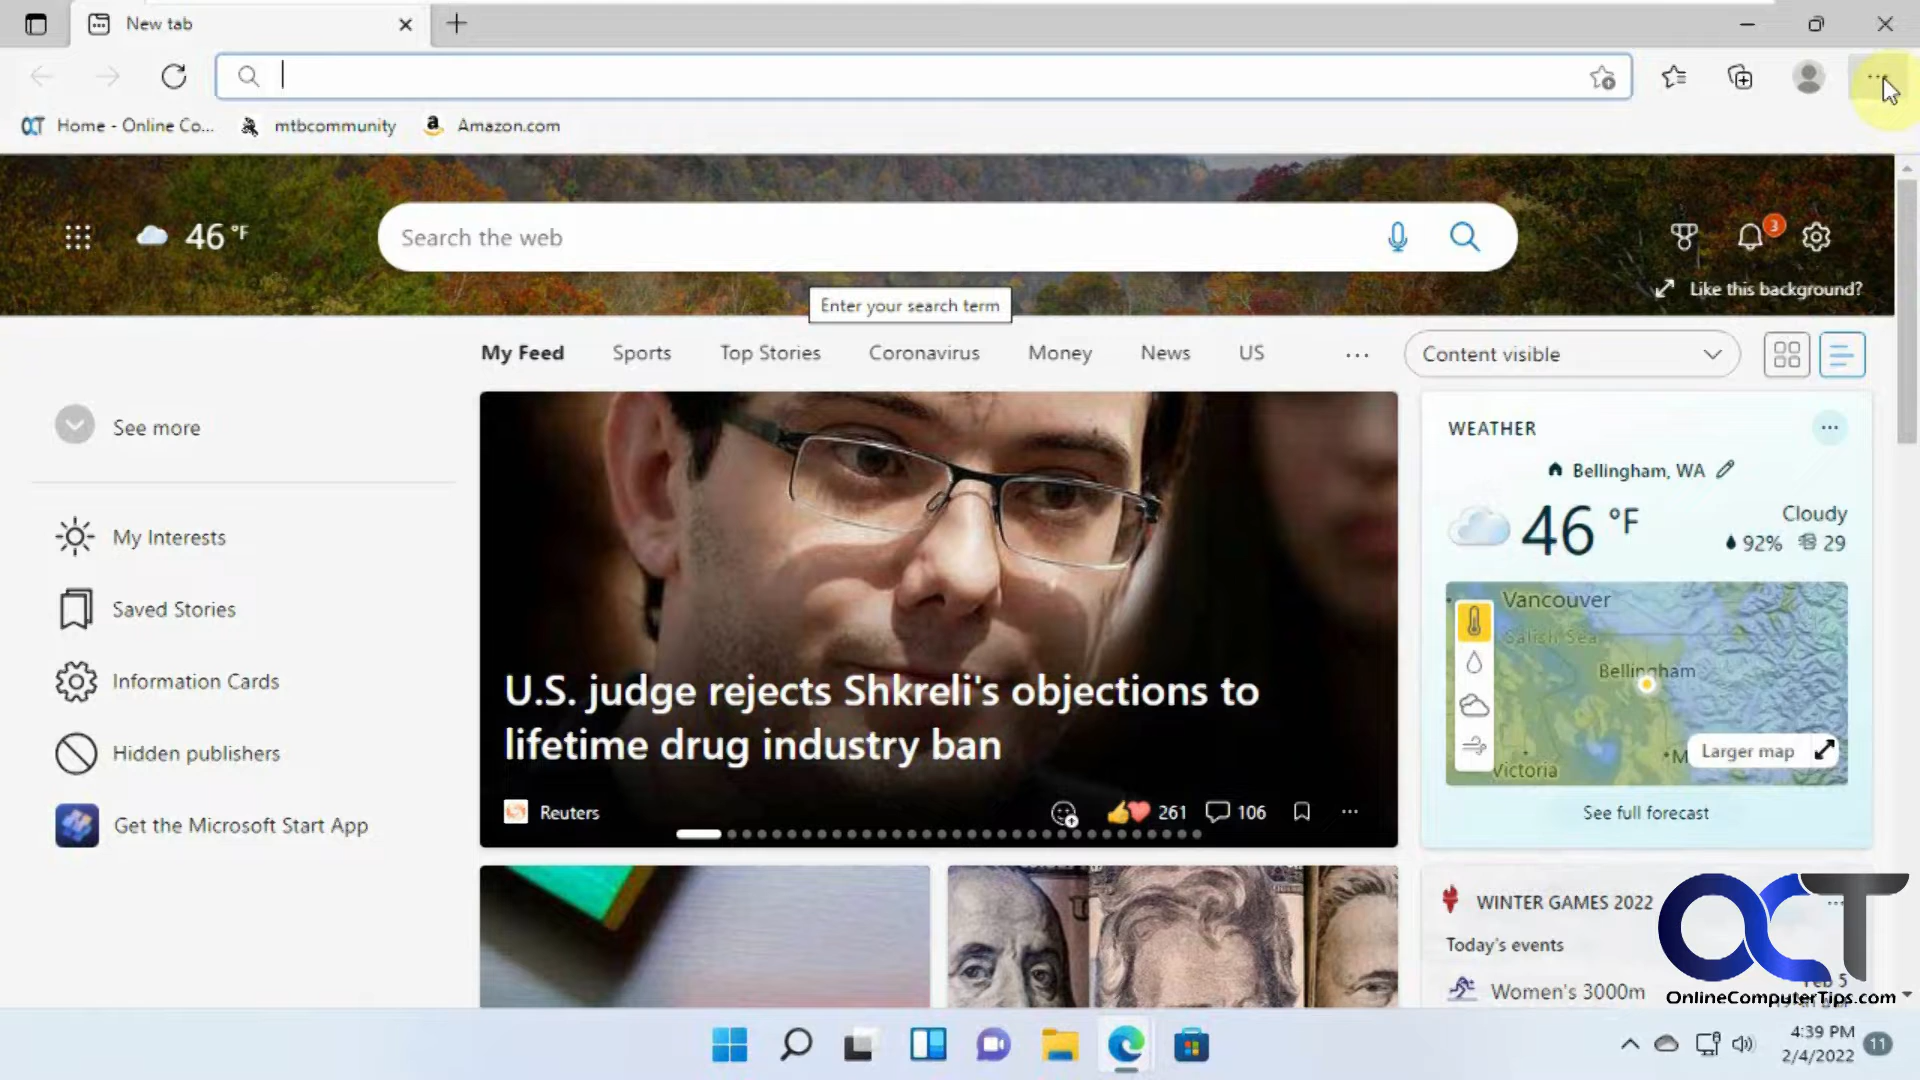 New tab
Home - Online Co...
mtbcommunity
Amazon.com
46 °F
Search the web
3
Like this background?
Enter your search term
My Feed
Sports
Top Stories
Coronavirus
Money
News
US
...
Content visible
See more
My Interests
Saved Stories
Information Cards
Hidden publishers
Get the Microsoft Start App
U.S. judge rejects Shkreli's objections to
lifetime drug industry ban
Reuters
261
106
WEATHER
Bellingham, WA
46 °F
Cloudy
92% 29
Vancouver
Salish Sea
Bellingham
Victoria
Larger map
See full forecast
WINTER GAMES 2022
Today's events
Women's 3000m
OCT
OnlineComputerTips.com
4:39 PM
2/4/2022
11